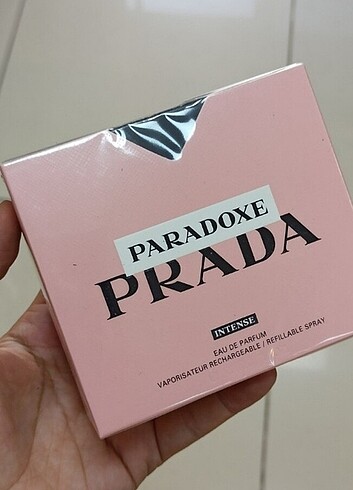 PARADOXE
PRADA
INTENSE
EAU DE PARFUM
VAPORISATEUR RECHARGEABLE / REFILLABLE SPRAY